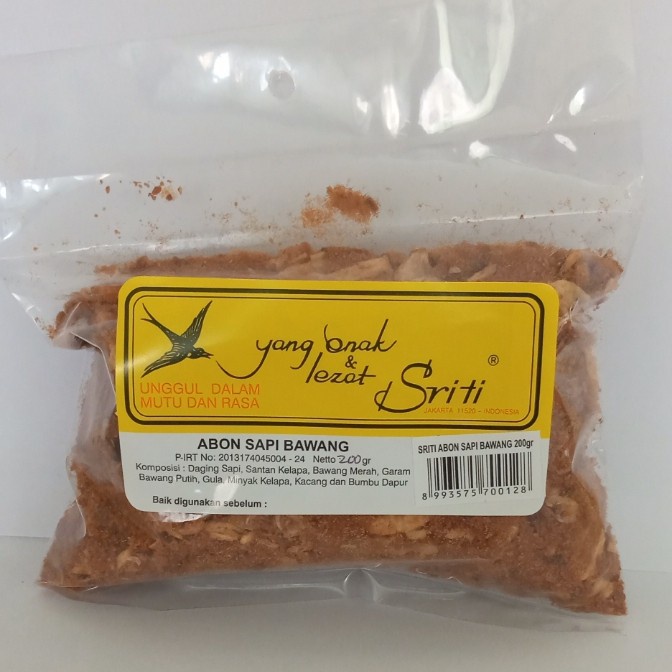 yang enak
&
lezat
Sriti ®
UNGGUL DALAM
MUTU DAN RASA
JAKARTA 11520 - INDONESIA
ABON SAPI BAWANG
P-IRT No: 2013174045004 - 24 Netto 200 gr
Komposisi : Daging Sapi, Santan Kelapa, Bawang Merah, Garam
Bawang Putih, Gula, Minyak Kelapa, Kacang dan Bumbu Dapur
Baik digunakan sebelum :
SRITI ABON SAPI BAWANG 200gr
8 993575 700128